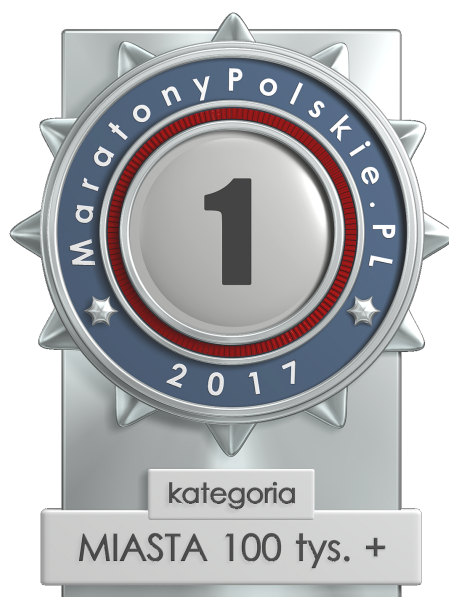 MaratonyPolskie.PL
1
2017
kategoria
MIASTA 100 tys. +